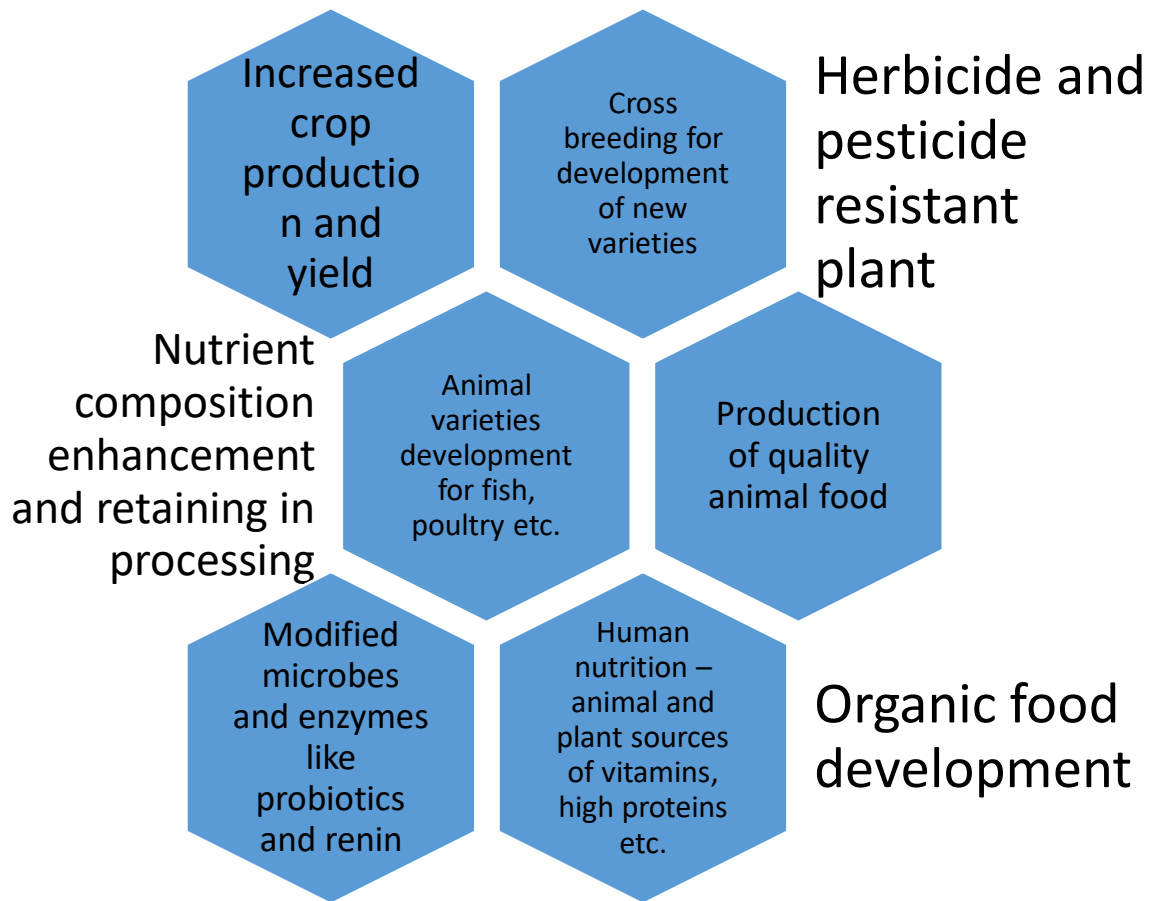 Increased
crop
productio
n and
yield
Cross
breeding for
development
of new
varieties
Herbicide and
pesticide
resistant
plant
Nutrient
composition
enhancement
and retaining in
processing
Animal
varieties
development
for fish,
poultry etc.
Production
of quality
animal food
Modified
microbes
and enzymes
like
probiotics
and renin
Human
nutrition –
animal and
plant sources
of vitamins,
high proteins
etc.
Organic food
development